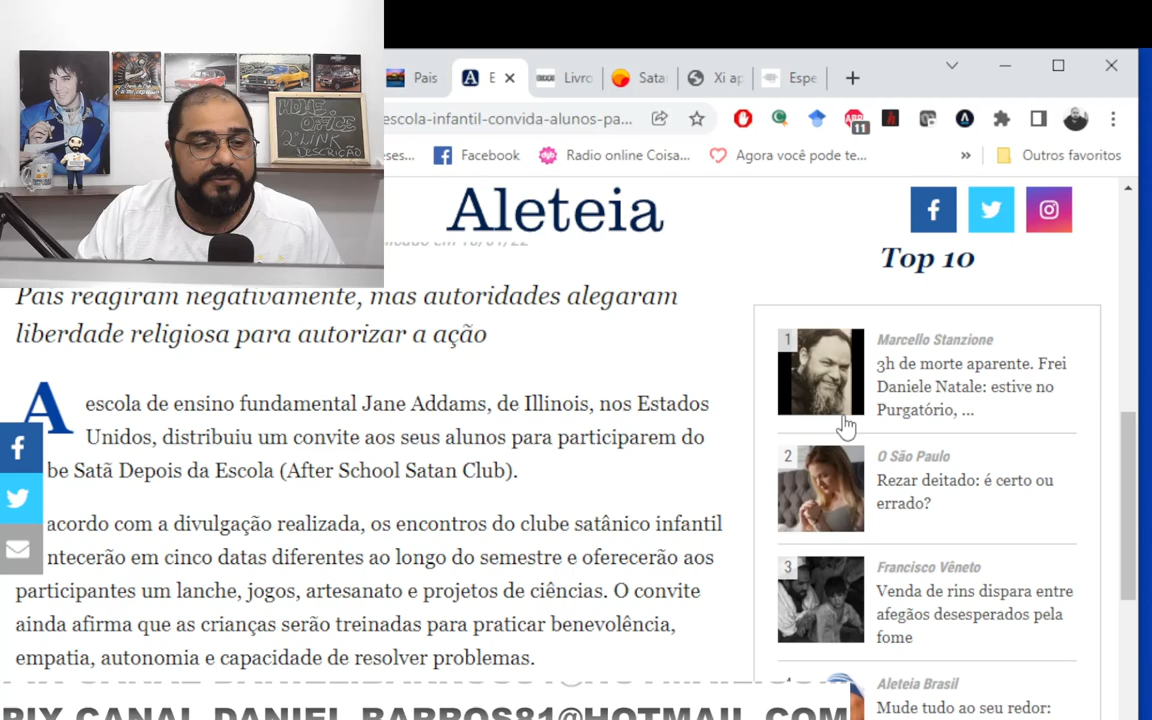 HOME
OFFICE
2º LINK
DESCRIÇÃO
Pais
E
Livro
Satai
Xi ap
Espe
escola-infantil-convida-alunos-pa...
11
eses...
Facebook
Radio online Coisa...
Agora você pode te...
»
Outros favoritos
Aleteia
Top 10
Pais reagiram negativamente, mas autoridades alegaram
liberdade religiosa para autorizar a ação
A escola de ensino fundamental Jane Addams, de Illinois, nos Estados
Unidos, distribuiu um convite aos seus alunos para participarem do
be Satã Depois da Escola (After School Satan Club).
acordo com a divulgação realizada, os encontros do clube satânico infantil
ntecerão em cinco datas diferentes ao longo do semestre e oferecerão aos
participantes um lanche, jogos, artesanato e projetos de ciências. O convite
ainda afirma que as crianças serão treinadas para praticar benevolência,
empatia, autonomia e capacidade de resolver problemas.
1
Marcello Stanzione
3h de morte aparente. Frei
Daniele Natale: estive no
Purgatório, ...
2
O São Paulo
Rezar deitado: é certo ou
errado?
3
Francisco Vêneto
Venda de rins dispara entre
afegãos desesperados pela
fome
Aleteia Brasil
Mude tudo ao seu redor:
PIX CANAL DANIEL.BARROS81@HOTMAIL.COM